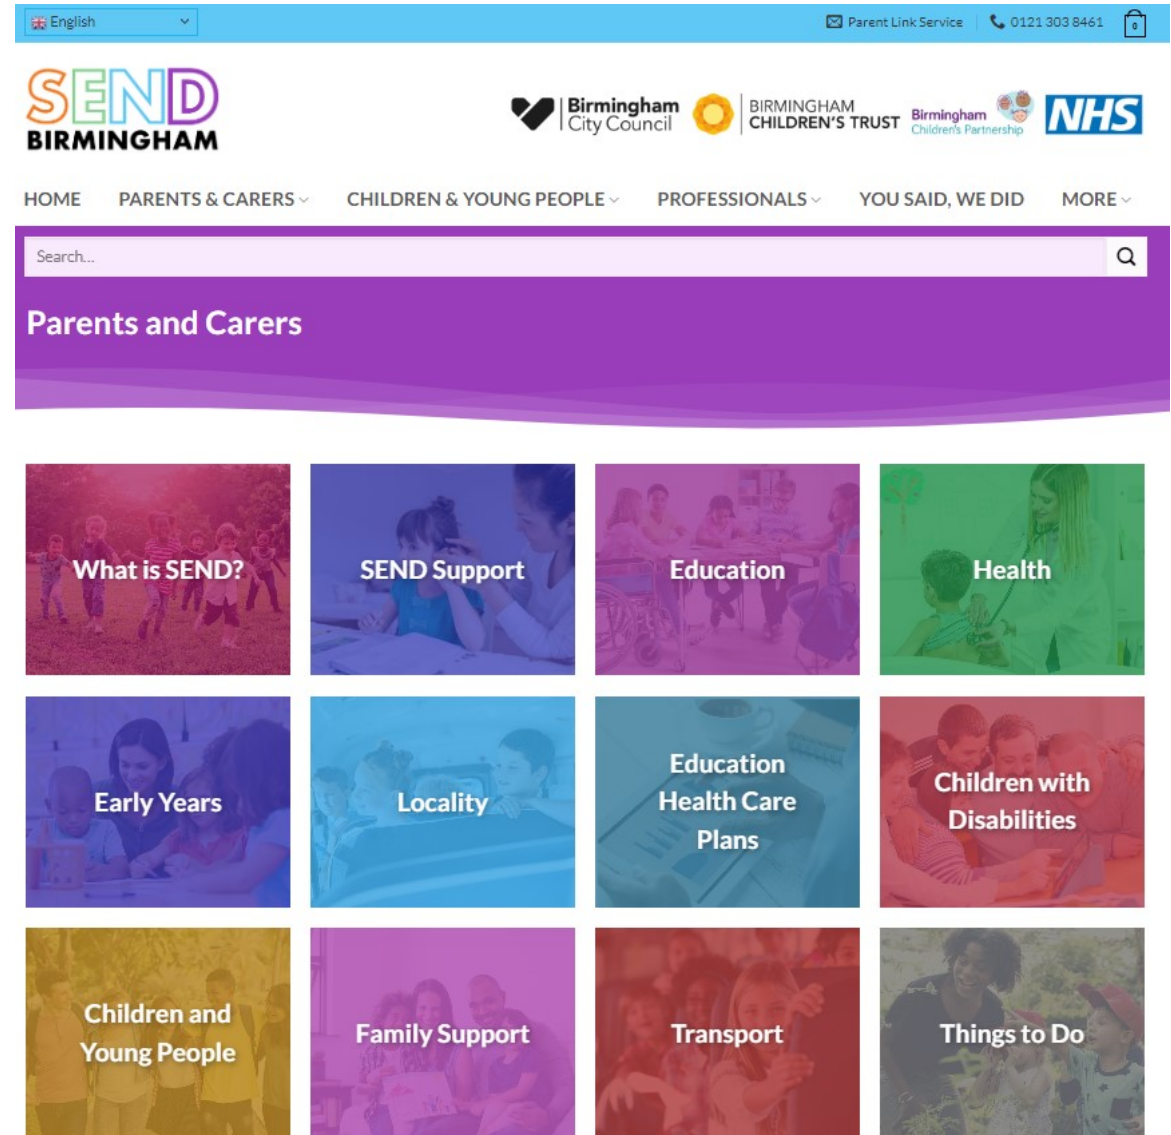 English
Parent Link Service
0121 303 8461
0
SEND
BIRMINGHAM
Birmingham
City Council
BIRMINGHAM
CHILDREN'S TRUST
Birmingham
Children's Partnership
NHS
HOME
PARENTS & CARERS
CHILDREN & YOUNG PEOPLE
PROFESSIONALS
YOU SAID, WE DID
MORE
Search...
Parents and Carers
What is SEND?
SEND Support
Education
Health
Early Years
Locality
Education
Health Care
Plans
Children with
Disabilities
Children and
Young People
Family Support
Transport
Things to Do